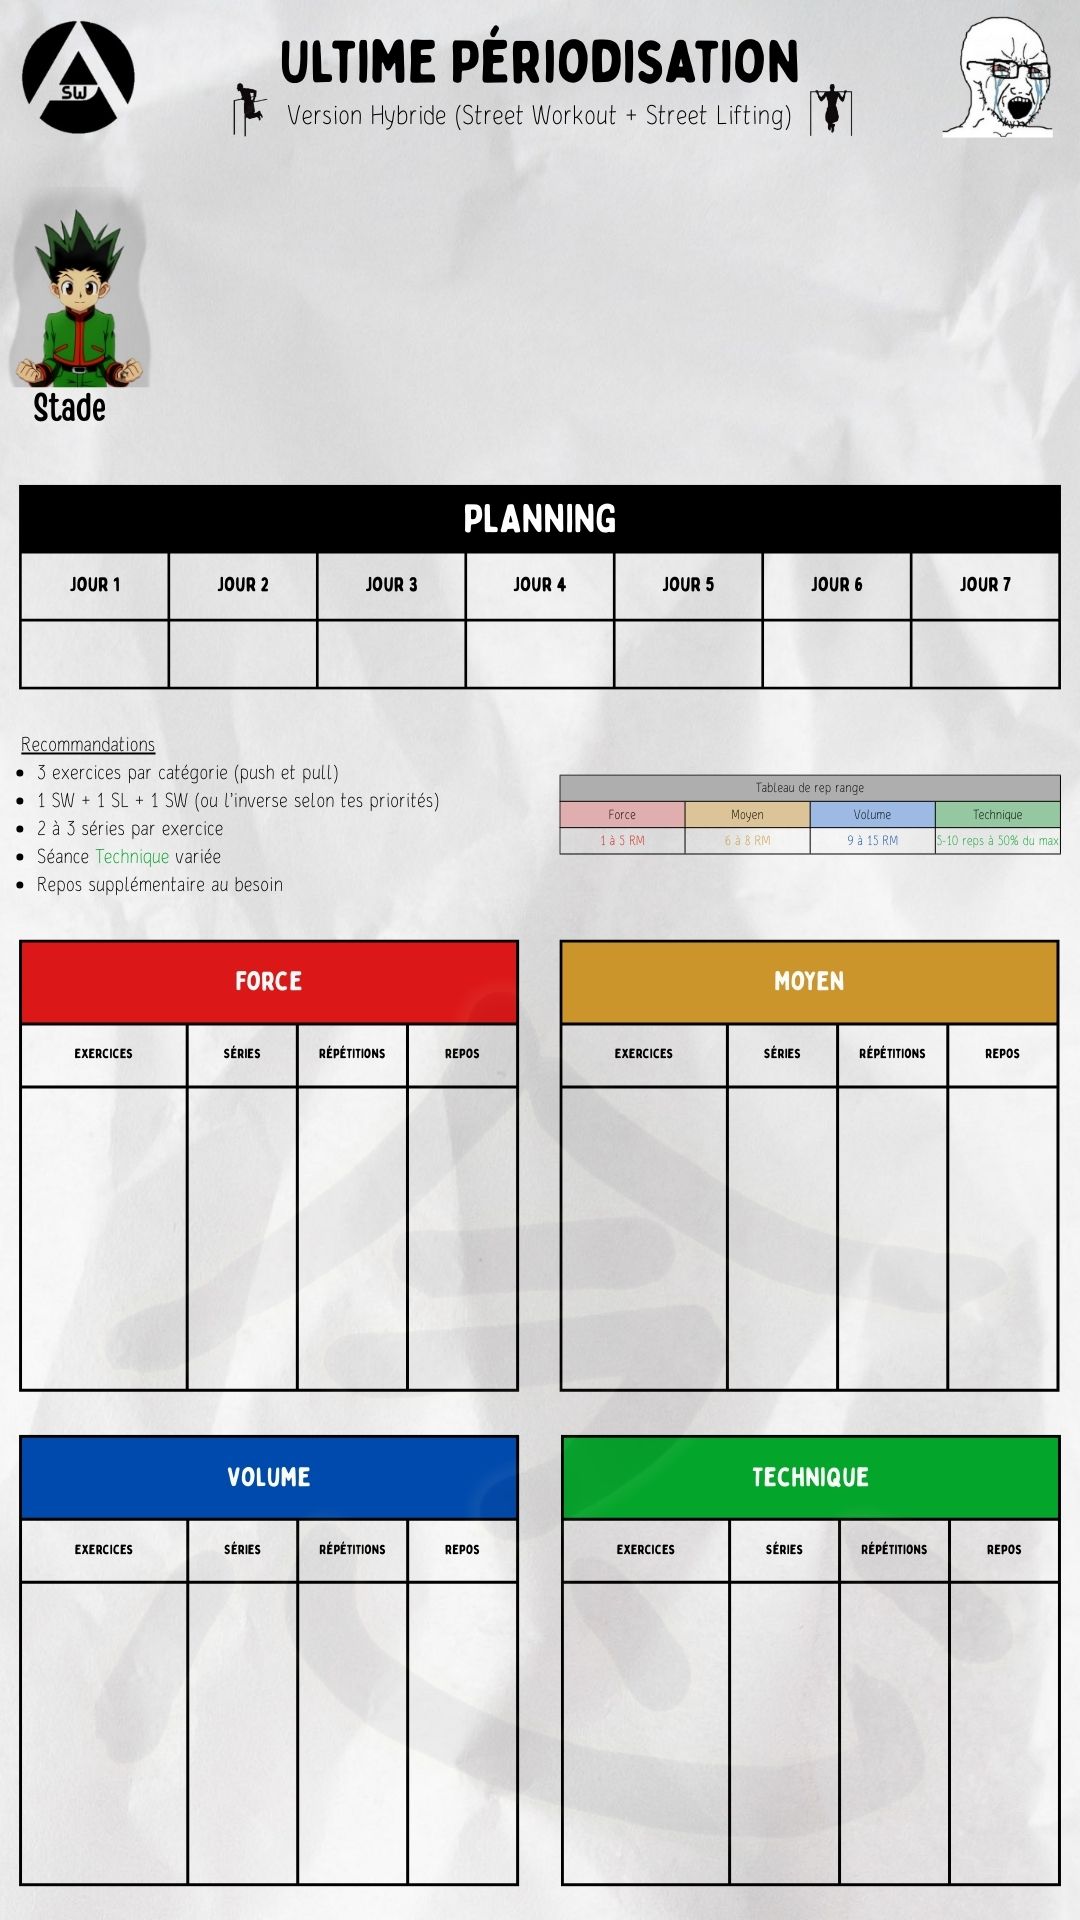 SW
ULTIME PÉRIODISATION
Version Hybride (Street Workout + Street Lifting)
Stade
PLANNING
JOUR 1 JOUR 2 JOUR 3 JOUR 4 JOUR 5 JOUR 6 JOUR 7
Recommandations
• 3 exercices par catégorie (push et pull)
• 1 SW + 1 SL + 1 SW (ou l'inverse selon tes priorités)
• 2 à 3 séries par exercice
• Séance Technique variée
• Repos supplémentaire au besoin
Tableau de rep range
Force Moyen Volume Technique
1 à 5 RM 6 à 8 RM 9 à 15 RM 5-10 reps à 50% du max
FORCE
EXERCICES SÉRIES RÉPÉTITIONS REPOS
MOYEN
EXERCICES SÉRIES RÉPÉTITIONS REPOS
VOLUME
EXERCICES SÉRIES RÉPÉTITIONS REPOS
TECHNIQUE
EXERCICES SÉRIES RÉPÉTITIONS REPOS